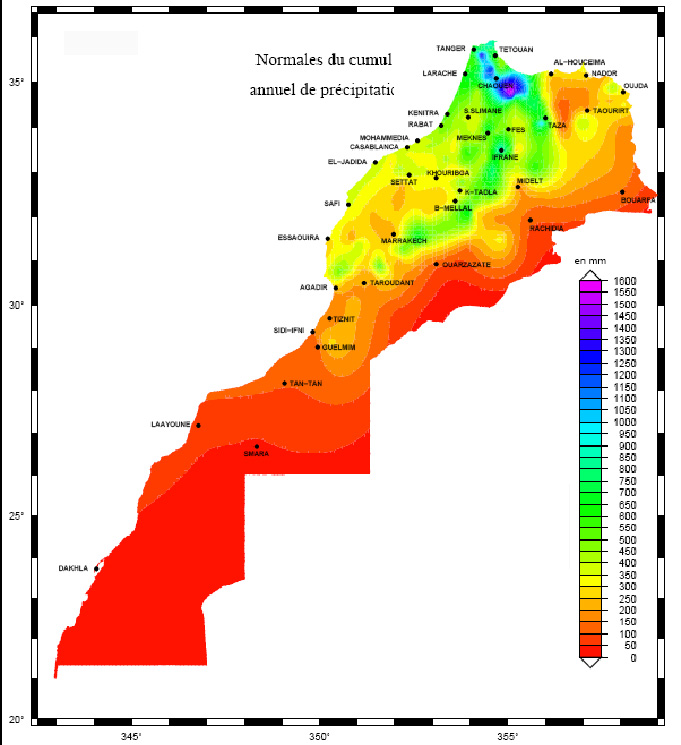 Normales du cumul
annuel de précipitatio
TANGER
TETOUAN
AL-HOUCEIMA
LARACHE
NADOR
35°
CHAOUEN
OUJDA
KENITRA
S.SLIMANE
TAOURIRT
RABAT
TAZA
FES
MEKNES
MOHAMMEDIA
CASABLANCA
IFRANE
EL-JADIDA
KHOURIBGA
SETTAT
MIDELT
K-TADLA
SAFI
B-MELLAL
BOUARFA
RACHIDIA
ESSAOUIRA
MARRAKECH
OUARZAZATE
en mm
AGADIR
TAROUDANT
30°
TIZNIT
SIDI-IFNI
GUELMIM
TAN-TAN
LAAYOUNE
SMARA
25°
DAKHLA
20°
1600
1550
1500
1450
1400
1350
1300
1250
1200
1150
1100
1050
1000
950
900
850
800
750
700
650
600
550
500
450
400
350
300
250
200
150
100
50
0
345°
350°
355°